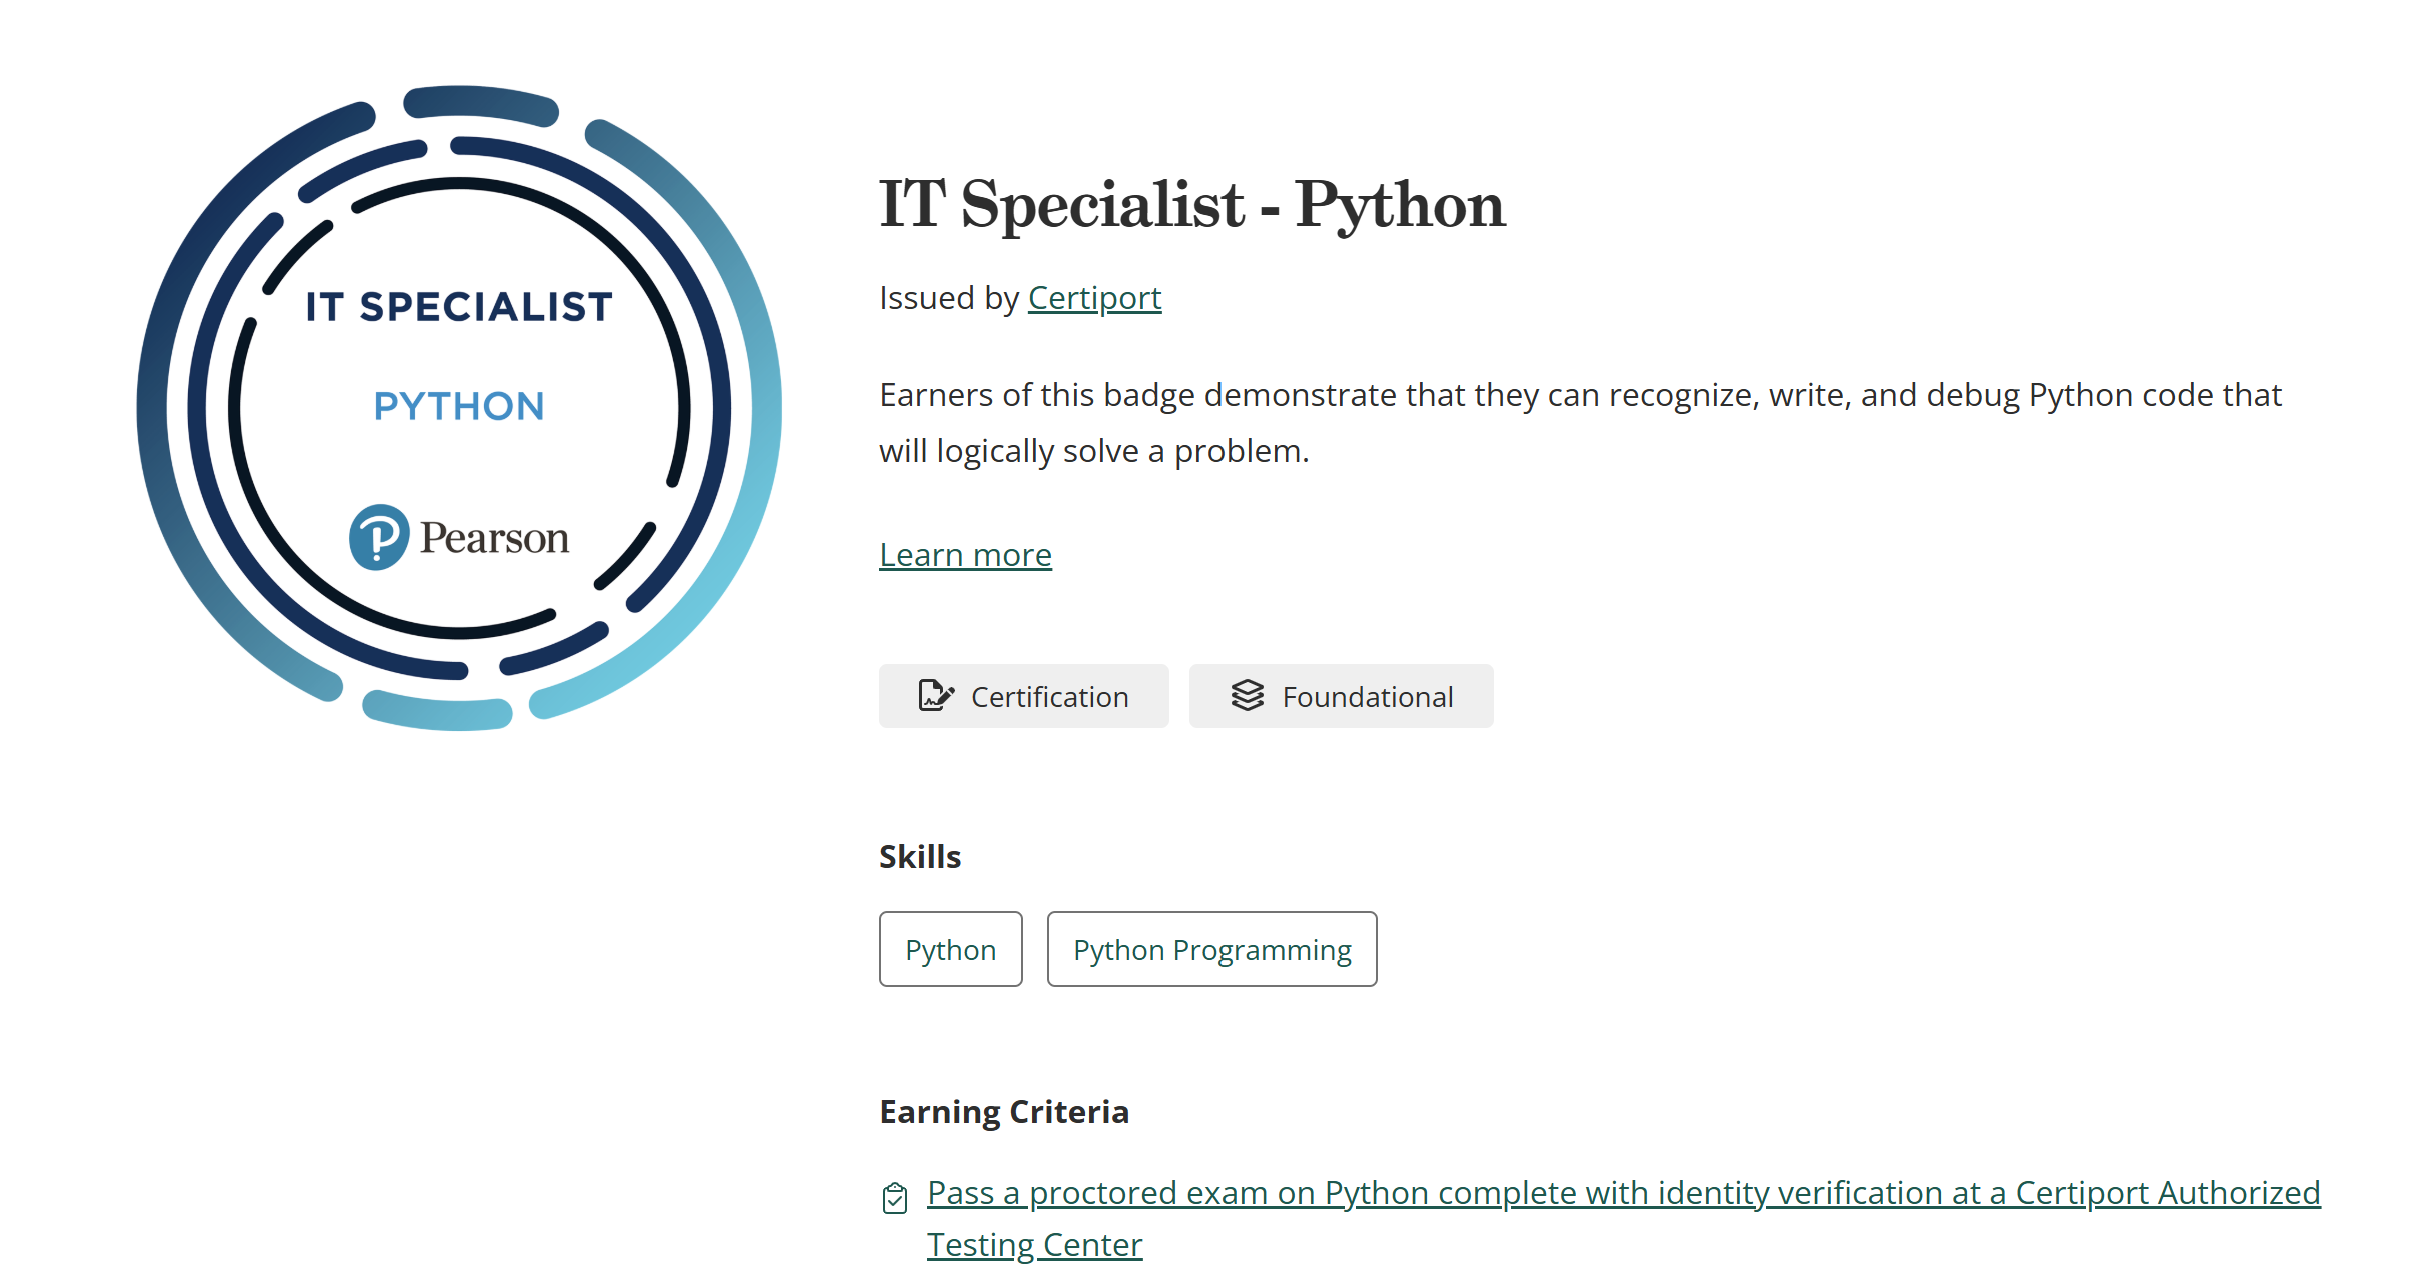 IT SPECIALIST
PYTHON
Pearson
IT Specialist - Python
Issued by Certiport
Earners of this badge demonstrate that they can recognize, write, and debug Python code that
will logically solve a problem.
Learn more
Certification
Foundational
Skills
Python
Python Programming
Earning Criteria
Pass a proctored exam on Python complete with identity verification at a Certiport Authorized
Testing Center